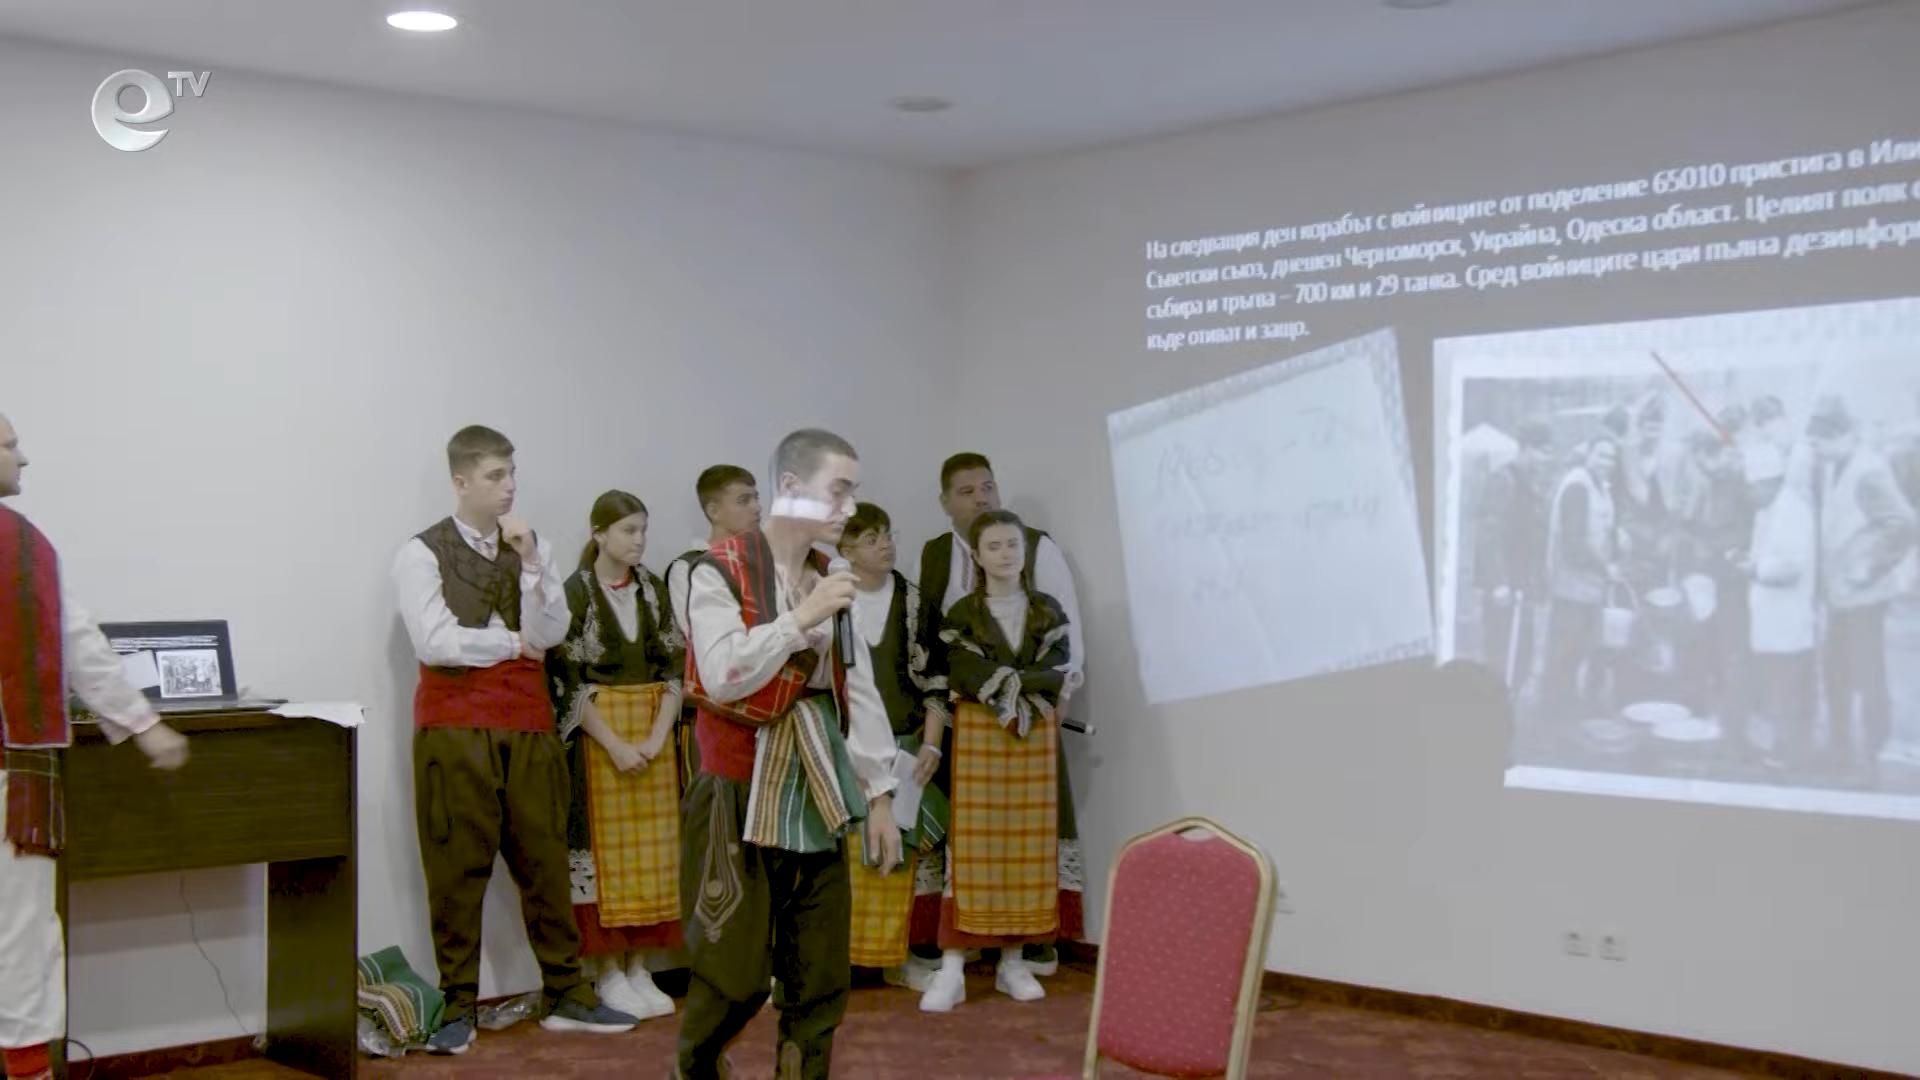 e TV
На следващия ден корабът с войниците от поделение 65010 пристига в Или
Съветски съюз, днешен Черноморск, Украйна, Одеска област. Целият полк с
събира и тръгва – 700 км и 29 танка. Сред войниците цари пълна дезинфор
къде отиват и защо.